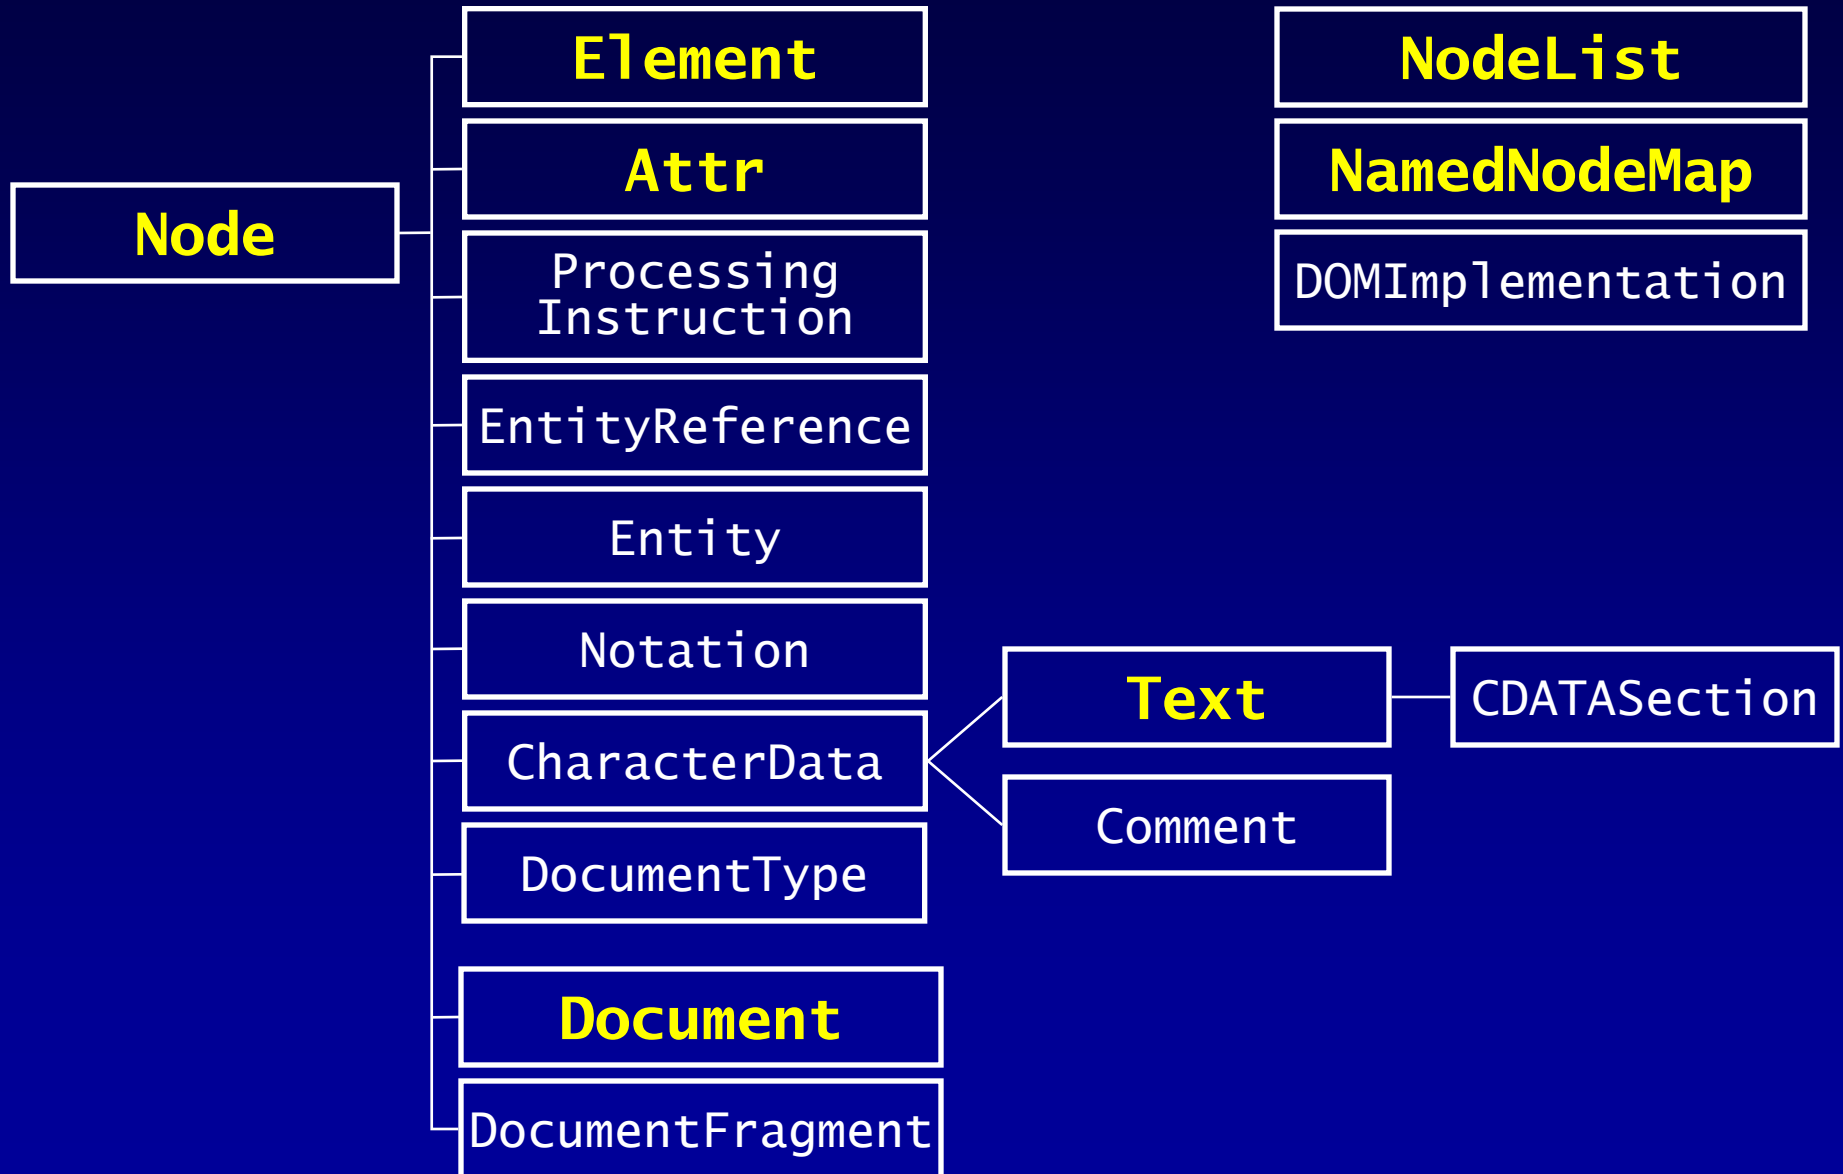 Element
NodeList
Attr
NamedNodeMap
Node
Processing
Instruction
DOMImplementation
EntityReference
Entity
Notation
Text
CDATASection
CharacterData
Comment
DocumentType
Document
DocumentFragment